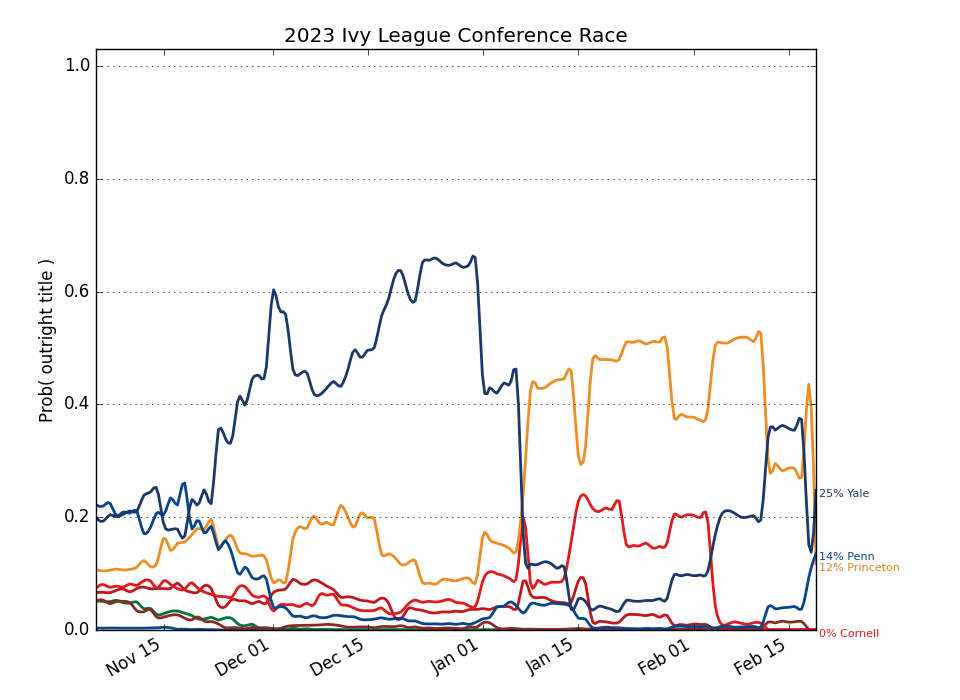 2023 Ivy League Conference Race
Prob( outright title )
1.0
0.8
0.6
0.4
0.2
0.0
25% Yale
14% Penn
12% Princeton
0% Cornell
Nov 15
Dec 01
Dec 15
Jan 01
Jan 15
Feb 01
Feb 15